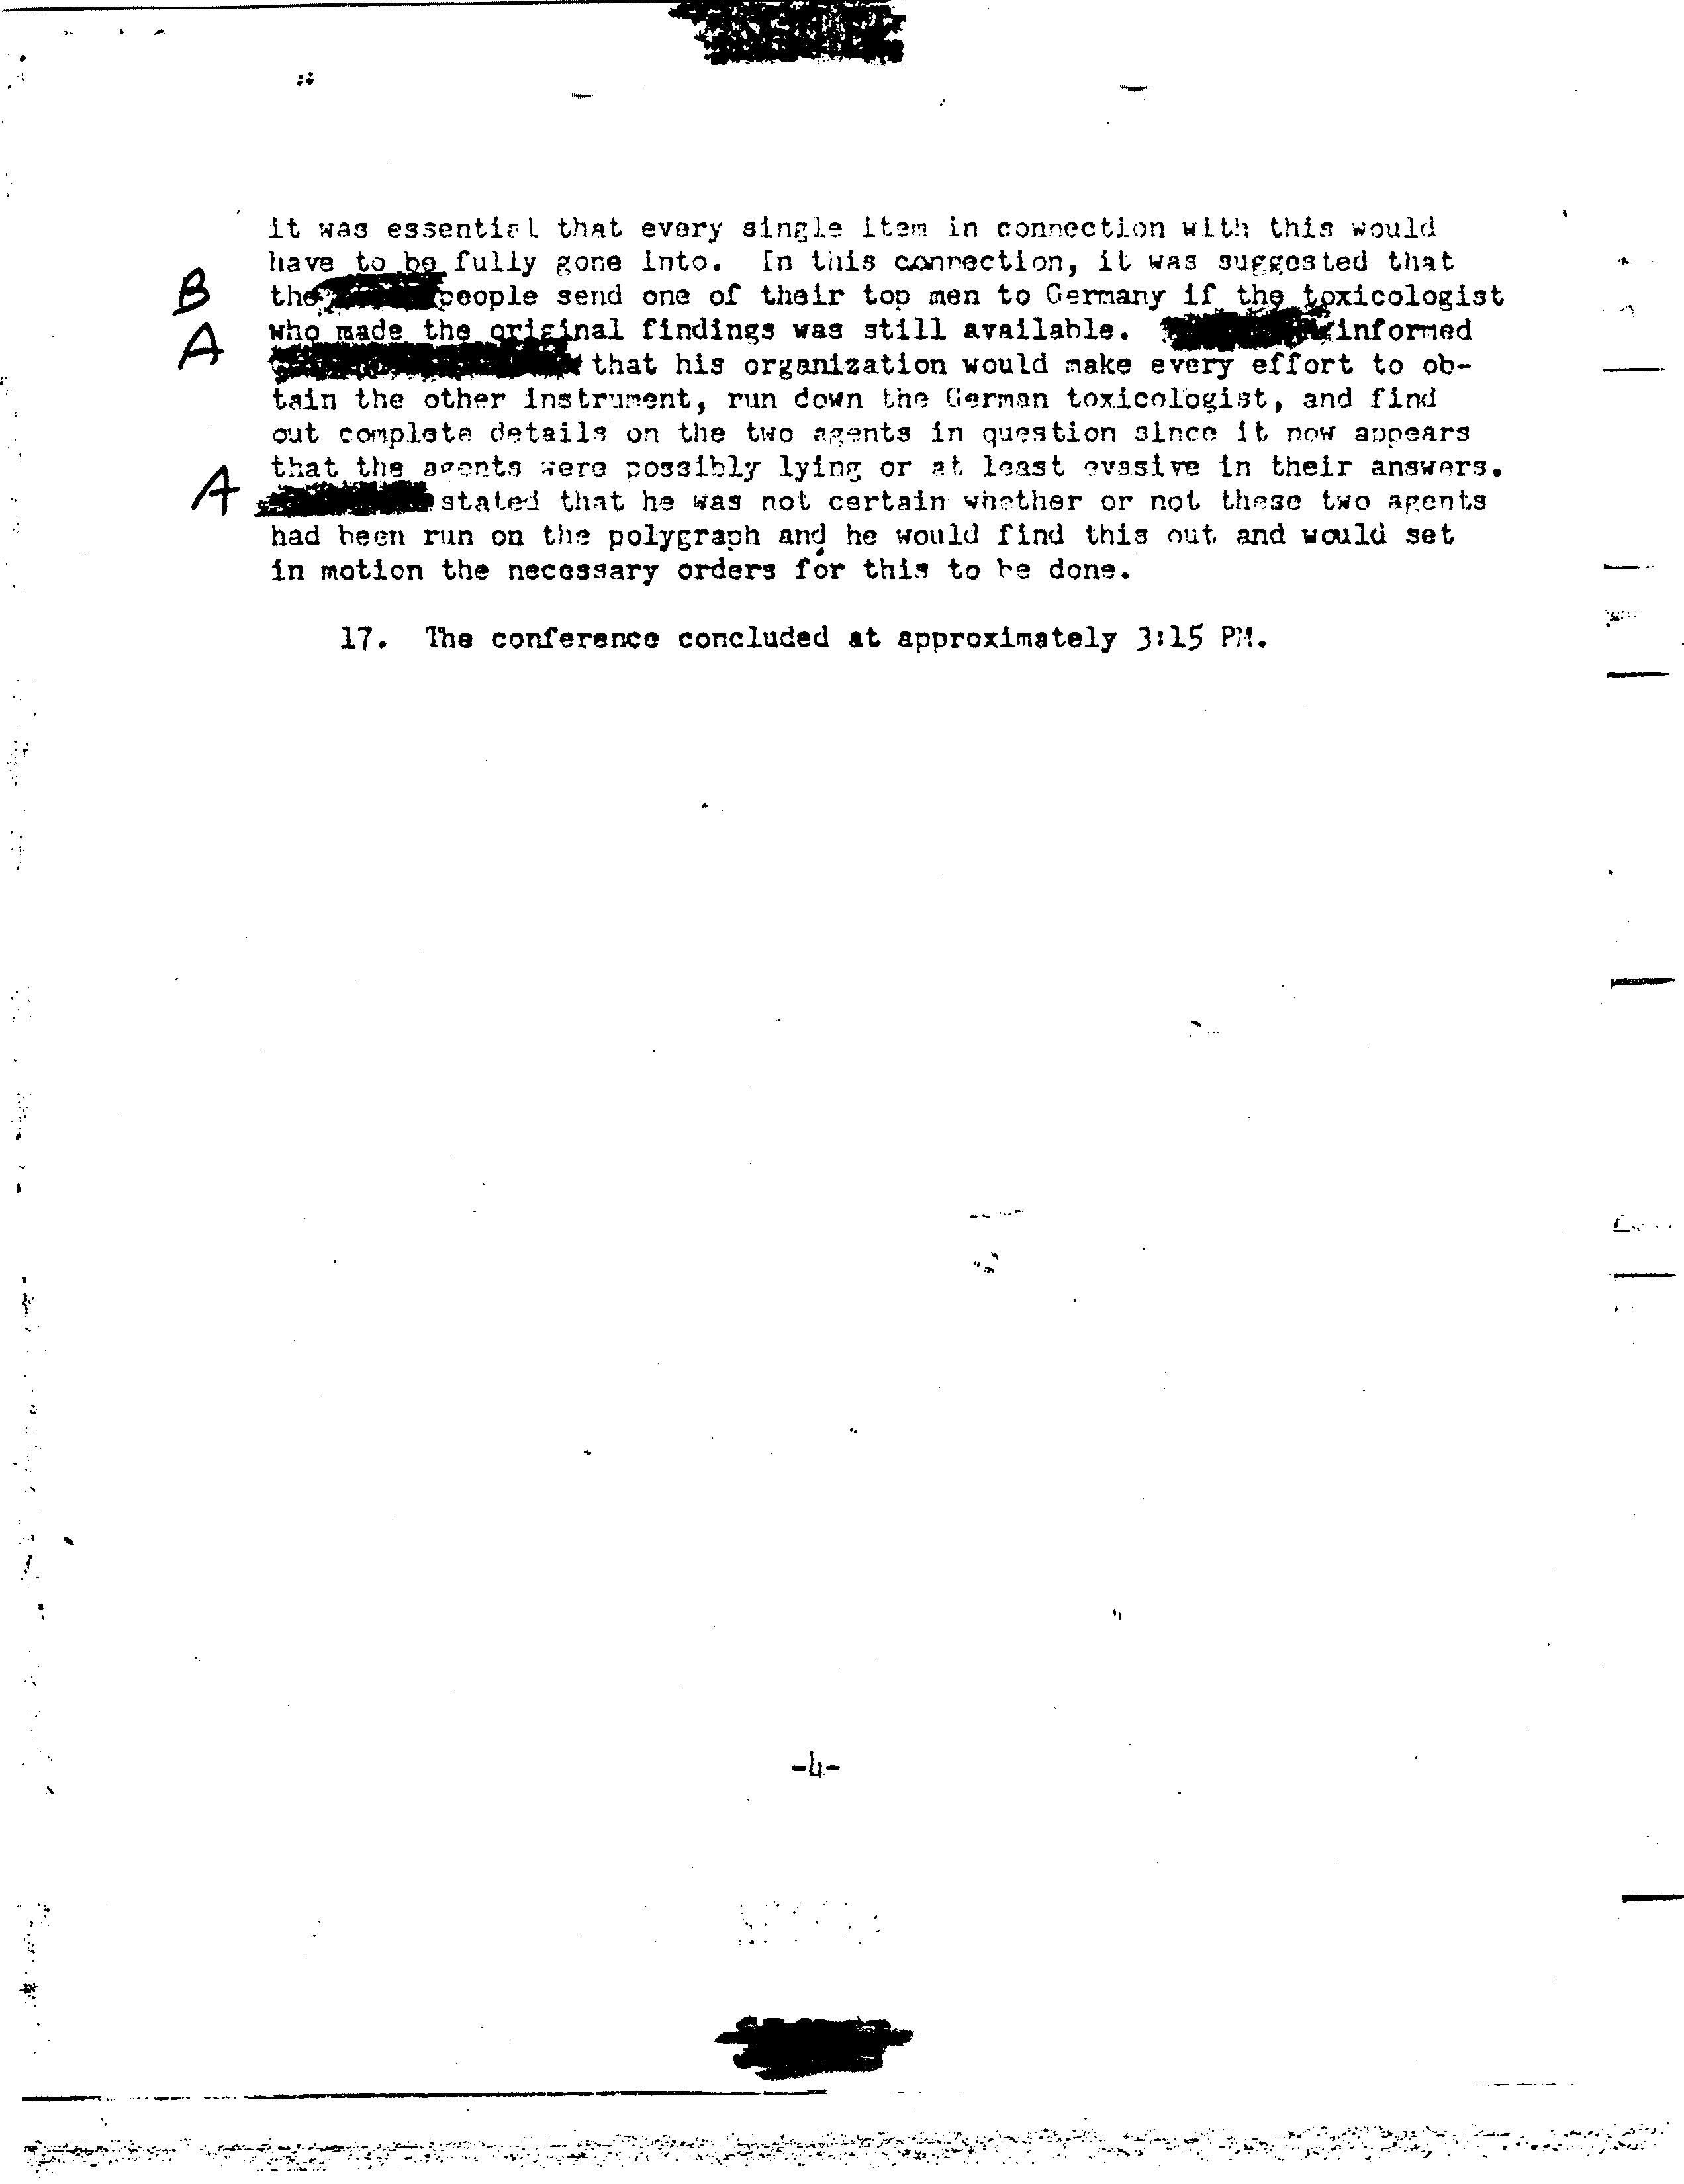 it was essential that every single item in connection with this would
have to be fully gone into. In this connection, it was suggested that
B the people send one of their top men to Germany if the toxicologist
who made the original findings was still available. informed
A that his organization would make every effort to ob-
tain the other instrument, run down the German toxicologist, and find
out complete details on the two agents in question since it now appears
that the agents were possibly lying or at least evasive in their answers.
A stated that he was not certain whether or not these two agents
had been run on the polygraph and he would find this out and would set
in motion the necessary orders for this to be done.
17. The conference concluded at approximately 3:15 PM.
-4-